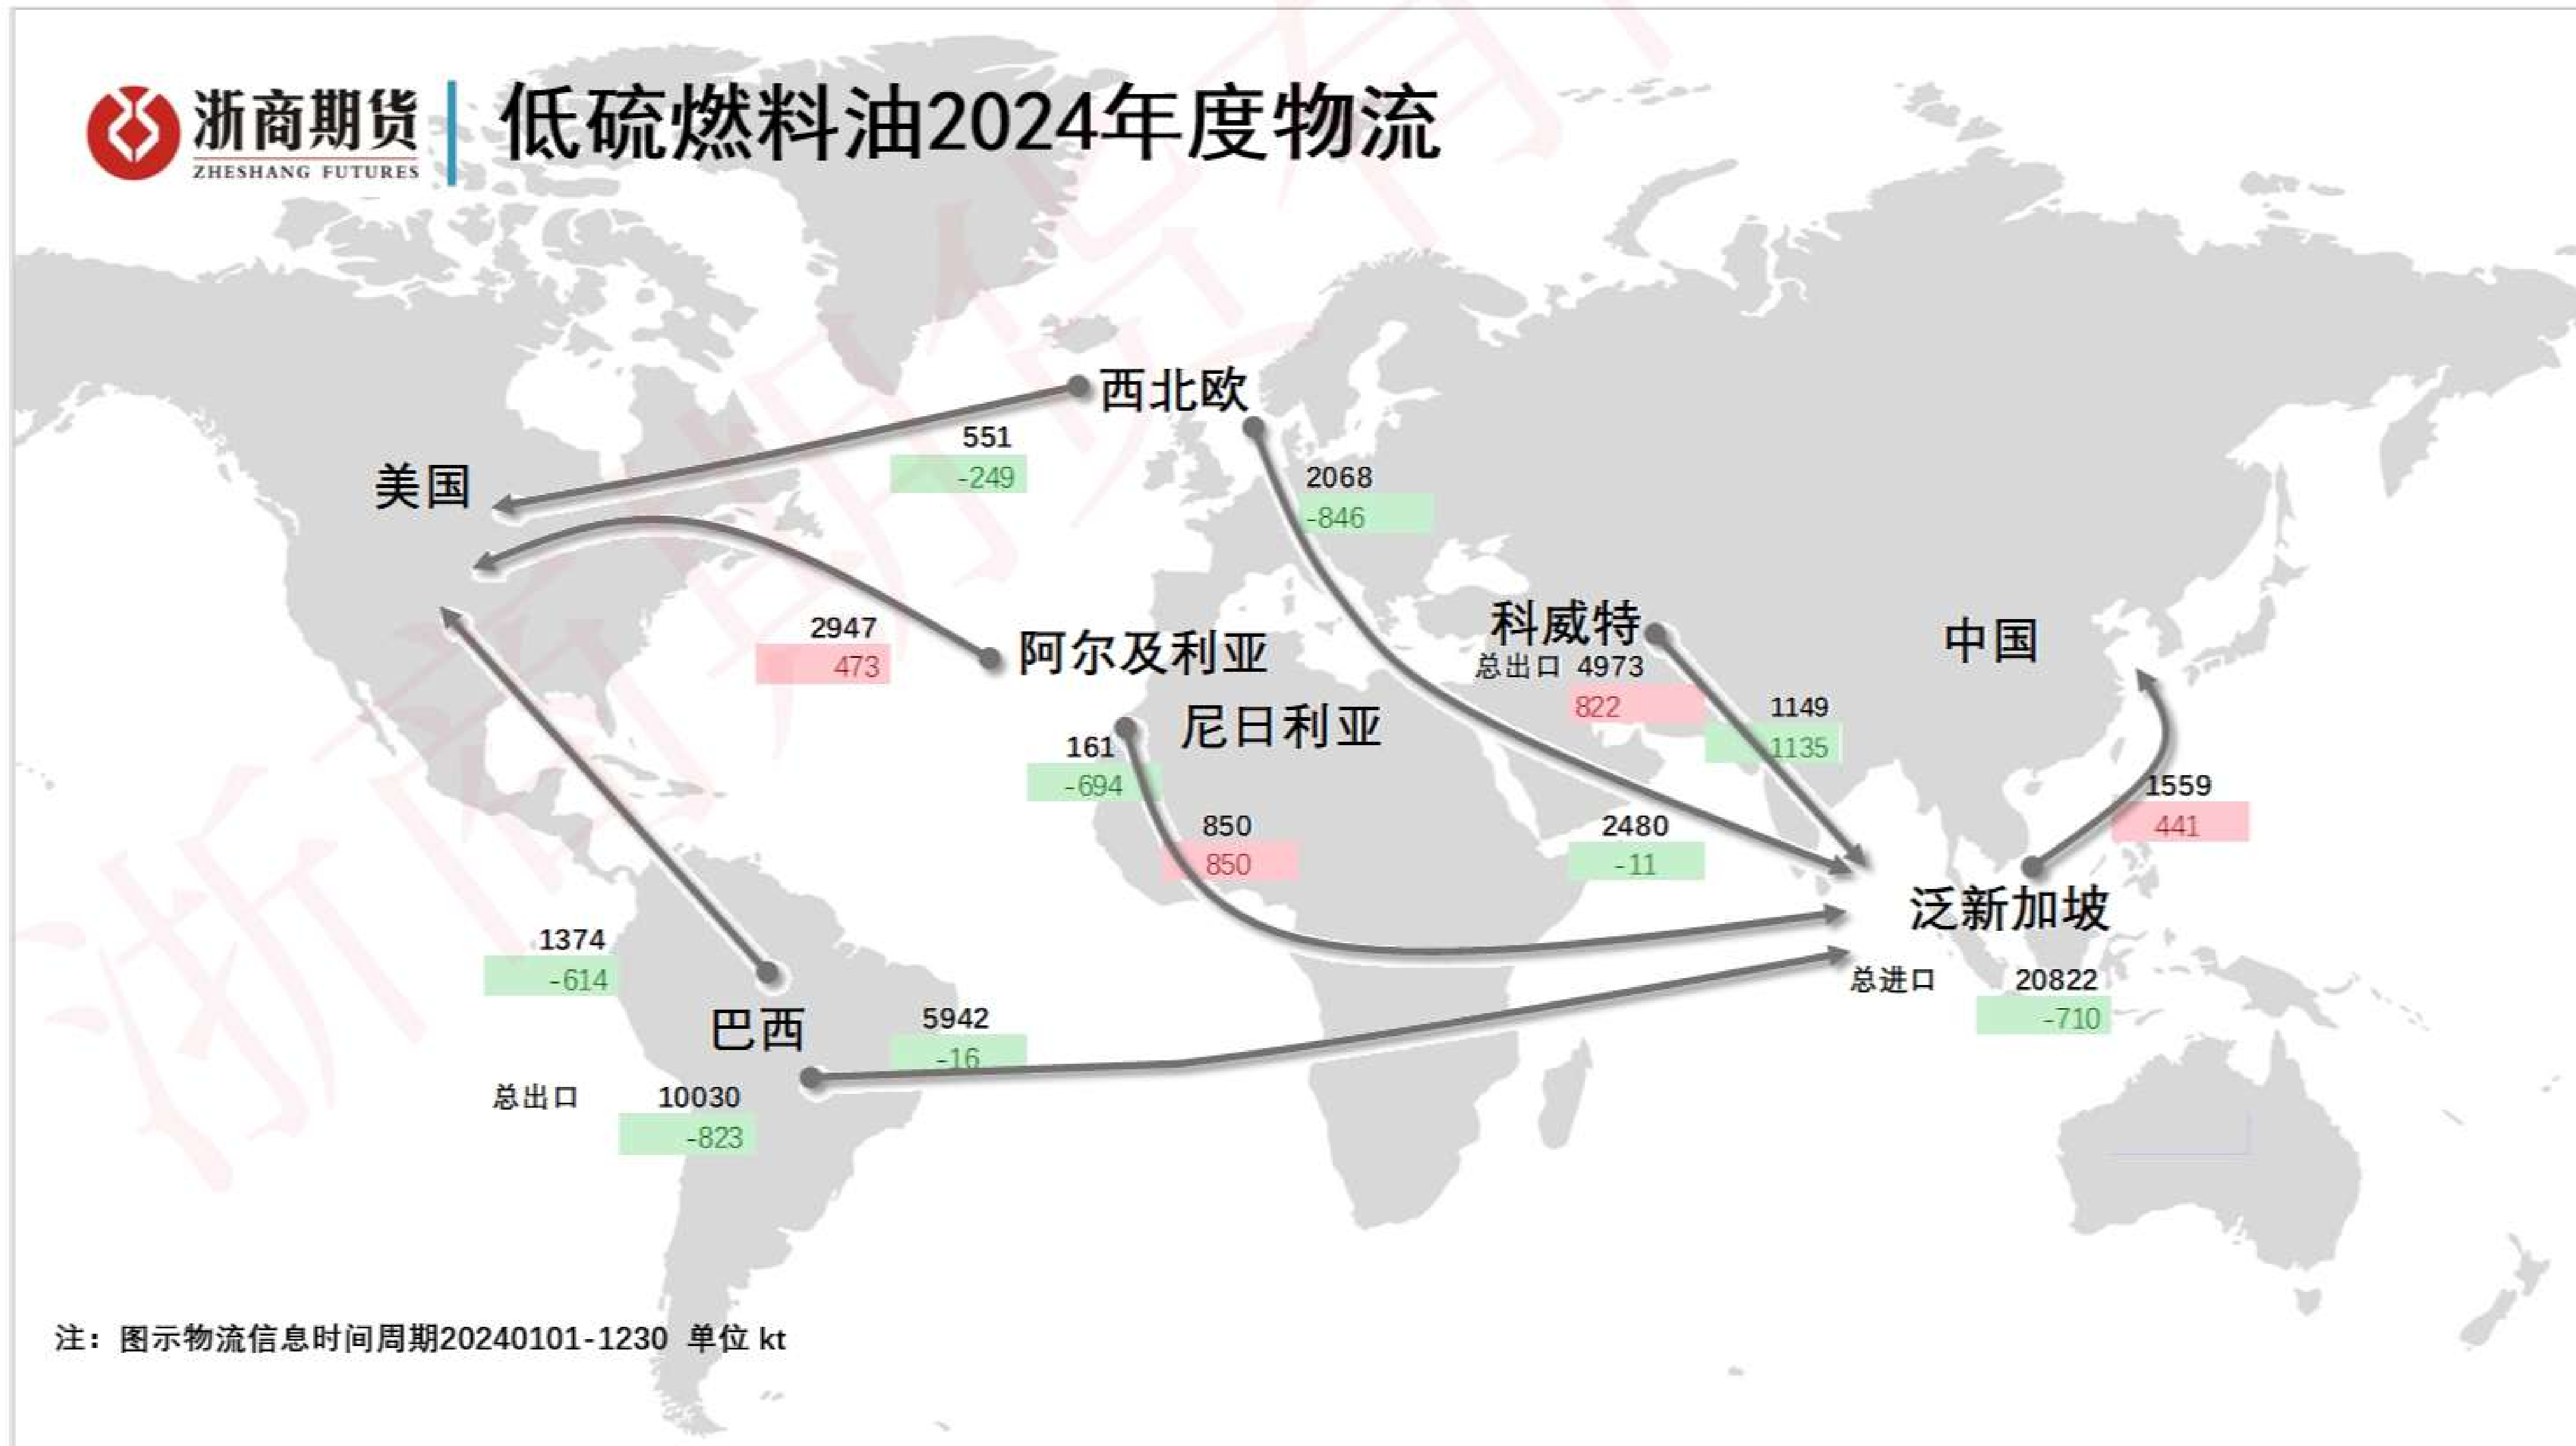 浙商期货
ZHESHANG FUTURES
低硫燃料油2024年度物流
西北欧
551
-249
美国
2068
-846
2947
473
阿尔及利亚
科威特
总出口 4973
822
中国
1149
1135
尼日利亚
161
-694
850
850
2480
-11
1559
441
泛新加坡
总进口 20822
-710
1374
-614
巴西
5942
-16
总出口 10030
-823
注：图示物流信息时间周期20240101-1230 单位 kt
浙商期货